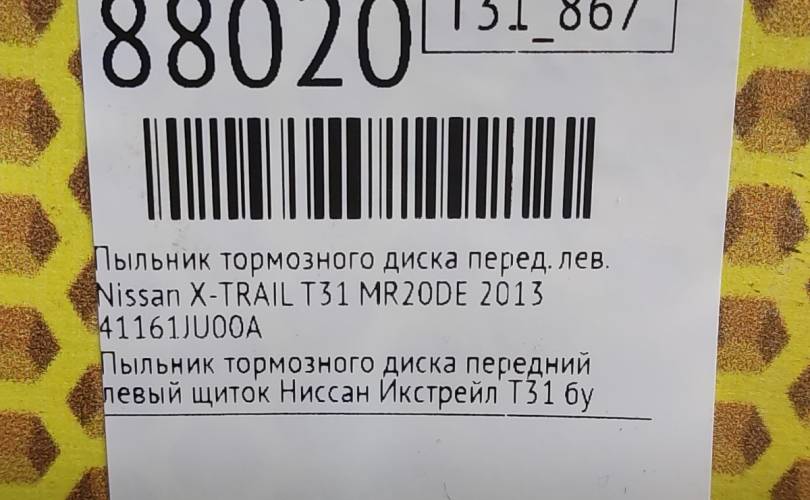 88020
T31_867
Пыльник тормозного диска перед. лев.
Nissan X-TRAIL T31 MR20DE 2013
41161JU00A
Пыльник тормозного диска передний
левый щиток Ниссан Икстрейл Т31 бу